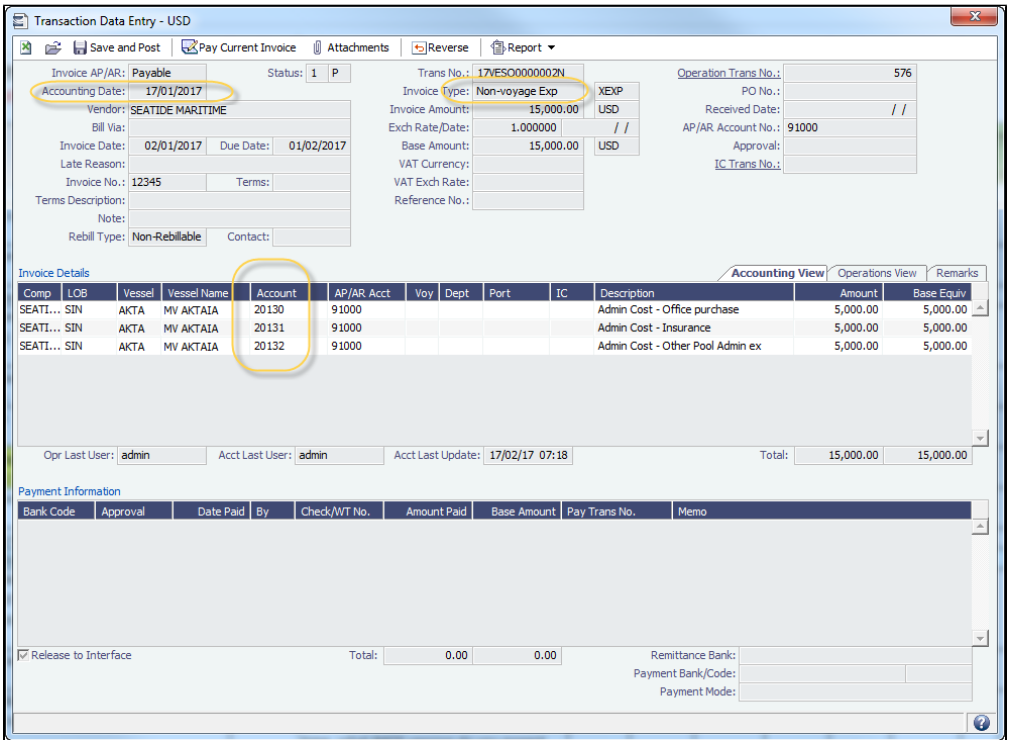 Transaction Data Entry - USD
Save and Post Pay Current Invoice Attachments Reverse Report
Invoice AP/AR: Payable Status: 1 P Trans No.: 17VESO0000002N Operation Trans No.: 576
Accounting Date: 17/01/2017 Invoice Type: Non-voyage Exp XEXP PO No.:
Vendor: SEATIDE MARITIME Invoice Amount: 15,000.00 USD Received Date: / /
Bill Via: Exch Rate/Date: 1.000000 / / AP/AR Account No.: 91000
Invoice Date: 02/01/2017 Due Date: 01/02/2017 Base Amount: 15,000.00 USD Approval:
Late Reason: VAT Currency: IC Trans No.:
Invoice No.: 12345 Terms: VAT Exch Rate:
Terms Description: Reference No.:
Note:
Rebill Type: Non-Rebillable Contact:
Invoice Details Accounting View Operations View Remarks
Comp LOB Vessel Vessel Name Account AP/AR Acct Voy Dept Port IC Description Amount Base Equiv
SEATI... SIN AKTA MV AKTAIA 20130 91000 Admin Cost - Office purchase 5,000.00 5,000.00
SEATI... SIN AKTA MV AKTAIA 20131 91000 Admin Cost - Insurance 5,000.00 5,000.00
SEATI... SIN AKTA MV AKTAIA 20132 91000 Admin Cost - Other Pool Admin ex 5,000.00 5,000.00
Opr Last User: admin Acct Last User: admin Acct Last Update: 17/02/17 07:18 Total: 15,000.00 15,000.00
Payment Information
Bank Code Approval Date Paid By Check/WT No. Amount Paid Base Amount Pay Trans No. Memo
Release to Interface Total: 0.00 0.00 Remittance Bank:
Payment Bank/Code:
Payment Mode: